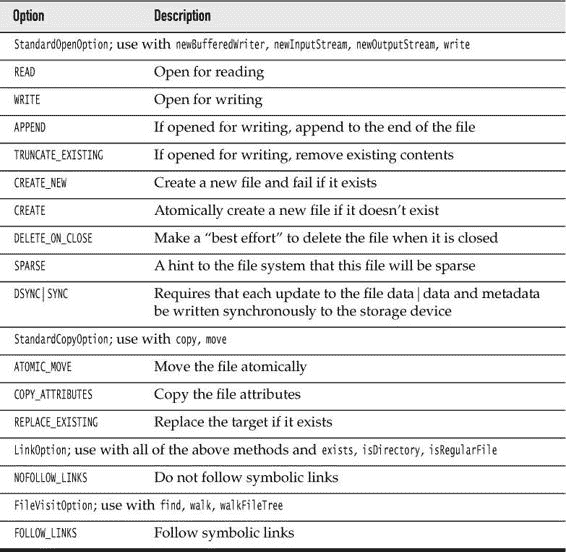 Option Description
StandardOpenOption; use with newBufferedWriter, newInputStream, newOutputStream, write
READ Open for reading
WRITE Open for writing
APPEND If opened for writing, append to the end of the file
TRUNCATE_EXISTING If opened for writing, remove existing contents
CREATE_NEW Create a new file and fail if it exists
CREATE Atomically create a new file if it doesn’t exist
DELETE_ON_CLOSE Make a “best effort” to delete the file when it is closed
SPARSE A hint to the file system that this file will be sparse
DSYNC|SYNC Requires that each update to the file data|data and metadata
be written synchronously to the storage device
StandardCopyOption; use with copy, move
ATOMIC_MOVE Move the file atomically
COPY_ATTRIBUTES Copy the file attributes
REPLACE_EXISTING Replace the target if it exists
LinkOption; use with all of the above methods and exists, isDirectory, isRegularFile
NOFOLLOW_LINKS Do not follow symbolic links
FileVisitOption; use with find, walk, walkFileTree
FOLLOW_LINKS Follow symbolic links